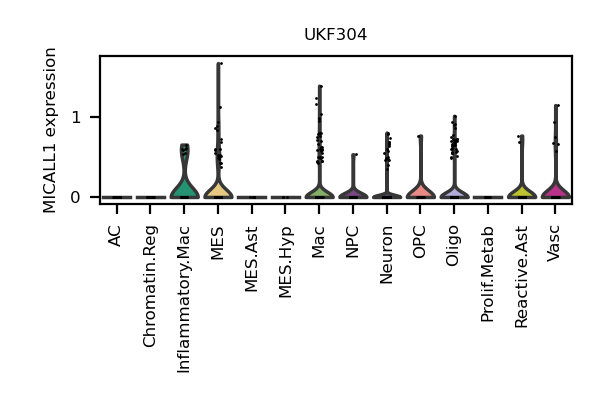 UKF304
MICALL1 expression
1
0
AC
Chromatin.Reg
Inflammatory.Mac
MES
MES.Ast
MES.Hyp
Mac
NPC
Neuron
OPC
Oligo
Prolif.Metab
Reactive.Ast
Vasc